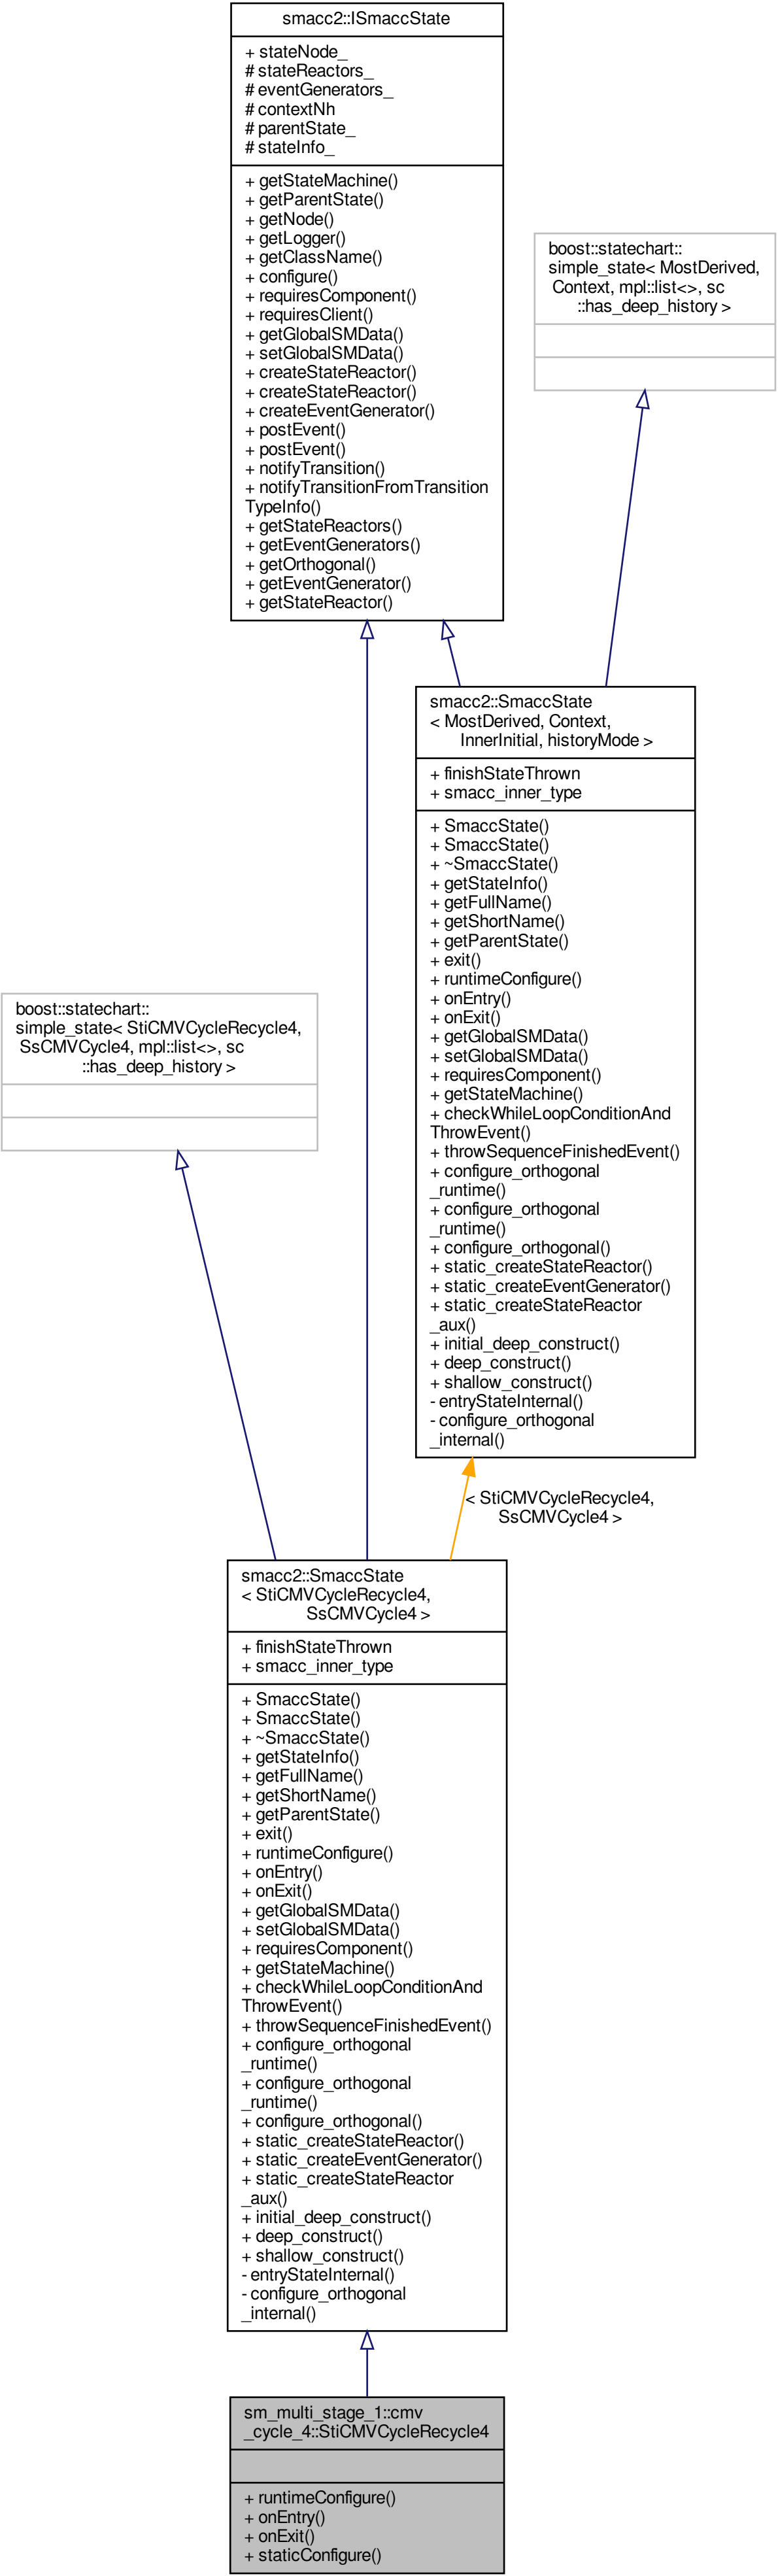 smacc2::ISmaccState
+ stateNode_
# stateReactors_
# eventGenerators_
# contextNh
# parentState_
# stateInfo_
+ getStateMachine()
+ getParentState()
+ getNode()
+ getLogger()
+ getClassName()
+ configure()
+ requiresComponent()
+ requiresClient()
+ getGlobalSMData()
+ setGlobalSMData()
+ createStateReactor()
+ createStateReactor()
+ createEventGenerator()
+ postEvent()
+ postEvent()
+ notifyTransition()
+ notifyTransitionFromTransition
TypeInfo()
+ getStateReactors()
+ getEventGenerators()
+ getOrthogonal()
+ getEventGenerator()
+ getStateReactor()
boost::statechart::
simple_state< MostDerived,
Context, mpl::list<>, sc
::has_deep_history >
smacc2::SmaccState
< MostDerived, Context,
InnerInitial, historyMode >
+ finishStateThrown
+ smacc_inner_type
+ SmaccState()
+ SmaccState()
+ ~SmaccState()
+ getStateInfo()
+ getFullName()
+ getShortName()
+ getParentState()
+ exit()
+ runtimeConfigure()
+ onEntry()
+ onExit()
+ getGlobalSMData()
+ setGlobalSMData()
+ requiresComponent()
+ getStateMachine()
+ checkWhileLoopConditionAnd
ThrowEvent()
+ throwSequenceFinishedEvent()
+ configure_orthogonal
_runtime()
+ configure_orthogonal
_runtime()
+ configure_orthogonal()
+ static_createStateReactor()
+ static_createEventGenerator()
+ static_createStateReactor
_aux()
+ initial_deep_construct()
+ deep_construct()
+ shallow_construct()
- entryStateInternal()
- configure_orthogonal
_internal()
boost::statechart::
simple_state< StiCMVCycleRecycle4,
SsCMVCycle4, mpl::list<>, sc
::has_deep_history >
< StiCMVCycleRecycle4,
SsCMVCycle4 >
smacc2::SmaccState
< StiCMVCycleRecycle4,
SsCMVCycle4 >
+ finishStateThrown
+ smacc_inner_type
+ SmaccState()
+ SmaccState()
+ ~SmaccState()
+ getStateInfo()
+ getFullName()
+ getShortName()
+ getParentState()
+ exit()
+ runtimeConfigure()
+ onEntry()
+ onExit()
+ getGlobalSMData()
+ setGlobalSMData()
+ requiresComponent()
+ getStateMachine()
+ checkWhileLoopConditionAnd
ThrowEvent()
+ throwSequenceFinishedEvent()
+ configure_orthogonal
_runtime()
+ configure_orthogonal
_runtime()
+ configure_orthogonal()
+ static_createStateReactor()
+ static_createEventGenerator()
+ static_createStateReactor
_aux()
+ initial_deep_construct()
+ deep_construct()
+ shallow_construct()
- entryStateInternal()
- configure_orthogonal
_internal()
sm_multi_stage_1::cmv
_cycle_4::StiCMVCycleRecycle4
+ runtimeConfigure()
+ onEntry()
+ onExit()
+ staticConfigure()